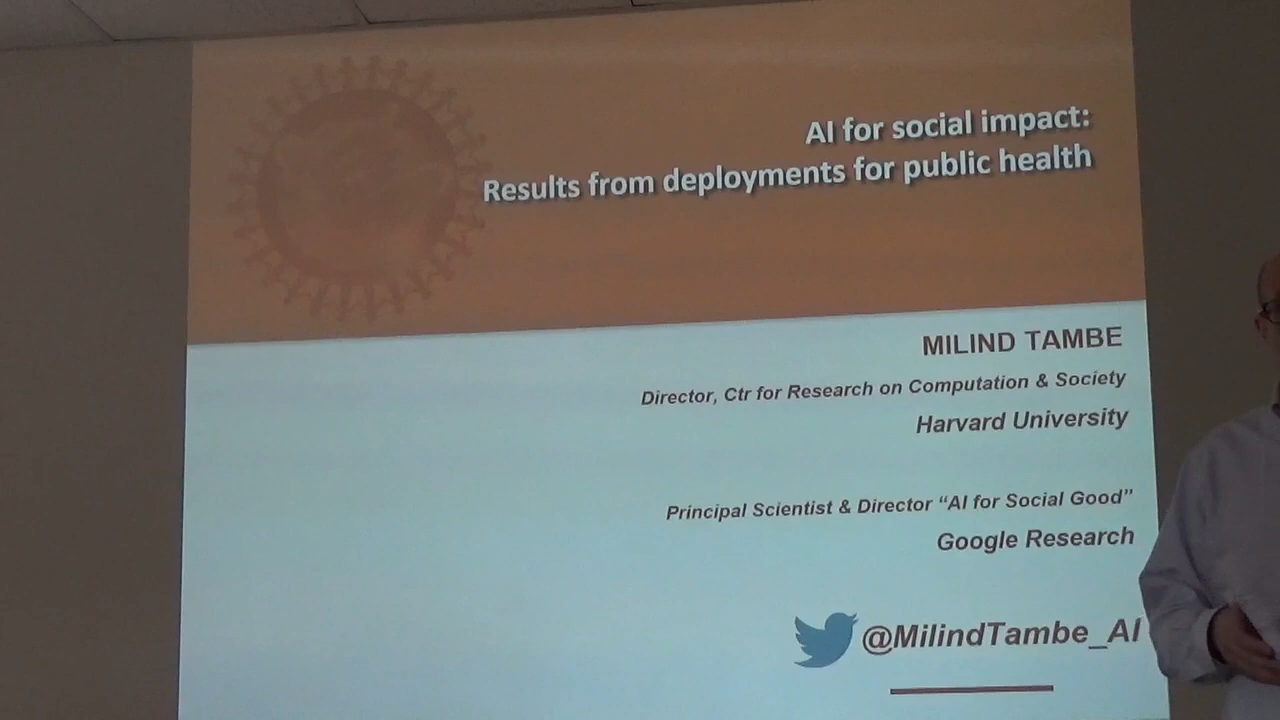 AI for social impact:
Results from deployments for public health
MILIND TAMBE
Director, Ctr for Research on Computation & Society
Harvard University
Principal Scientist & Director “AI for Social Good”
Google Research
@MilindTambe_AI